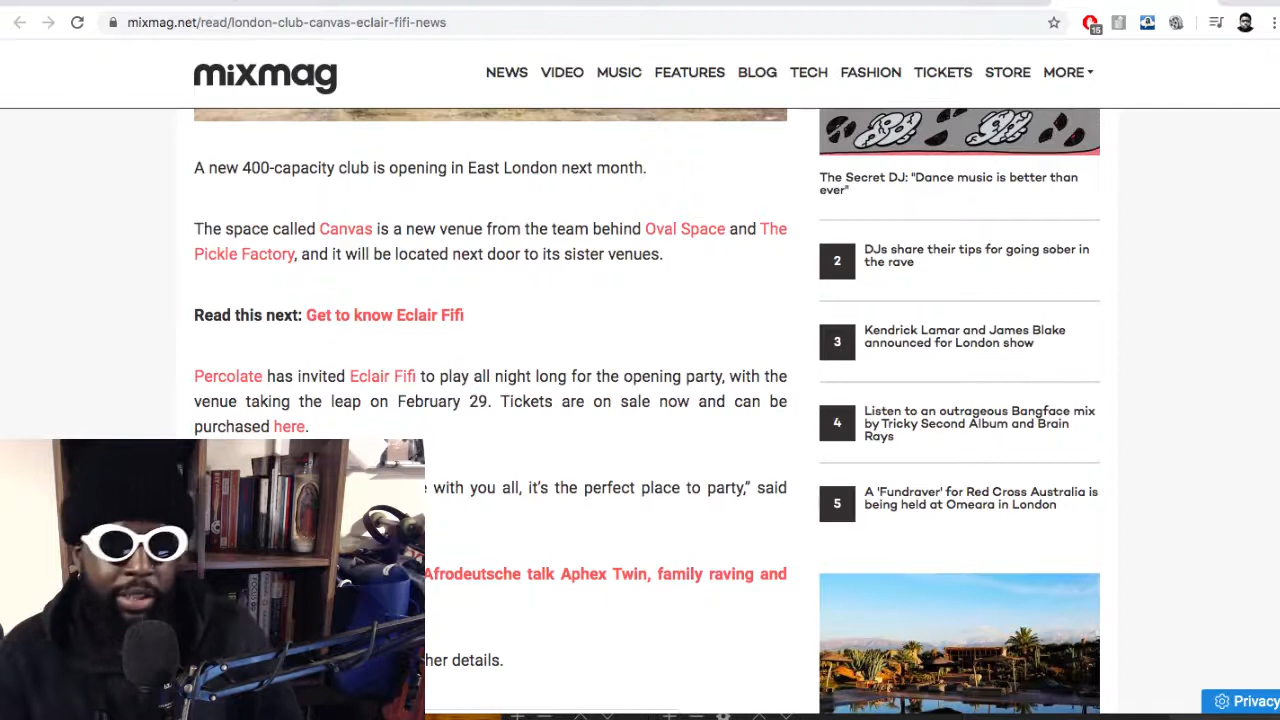 mixmag.net/read/london-club-canvas-eclair-fifi-news
15
mixmag
NEWS VIDEO MUSIC FEATURES BLOG TECH FASHION TICKETS STORE MORE
A new 400-capacity club is opening in East London next month.
The space called Canvas is a new venue from the team behind Oval Space and The
Pickle Factory, and it will be located next door to its sister venues.
Read this next: Get to know Eclair Fifi
Percolate has invited Eclair Fifi to play all night long for the opening party, with the
venue taking the leap on February 29. Tickets are on sale now and can be
purchased here.
with you all, it's the perfect place to party,” said
Afrodeutsche talk Aphex Twin, family raving and
her details.
The Secret DJ: "Dance music is better than
ever"
2
DJs share their tips for going sober in
the rave
3
Kendrick Lamar and James Blake
announced for London show
4
Listen to an outrageous Bangface mix
by Tricky Second Album and Brain
Rays
5
A 'Fundraver' for Red Cross Australia is
being held at Omeara in London
Privacy